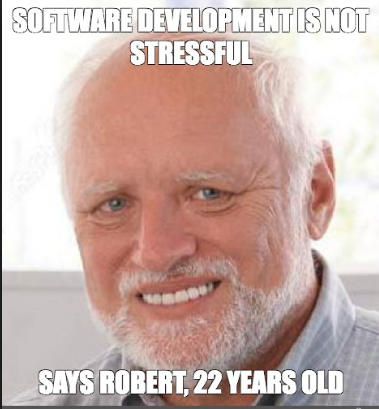 SOFTWARE DEVELOPMENT IS NOT
STRESSFUL
SAYS ROBERT, 22 YEARS OLD